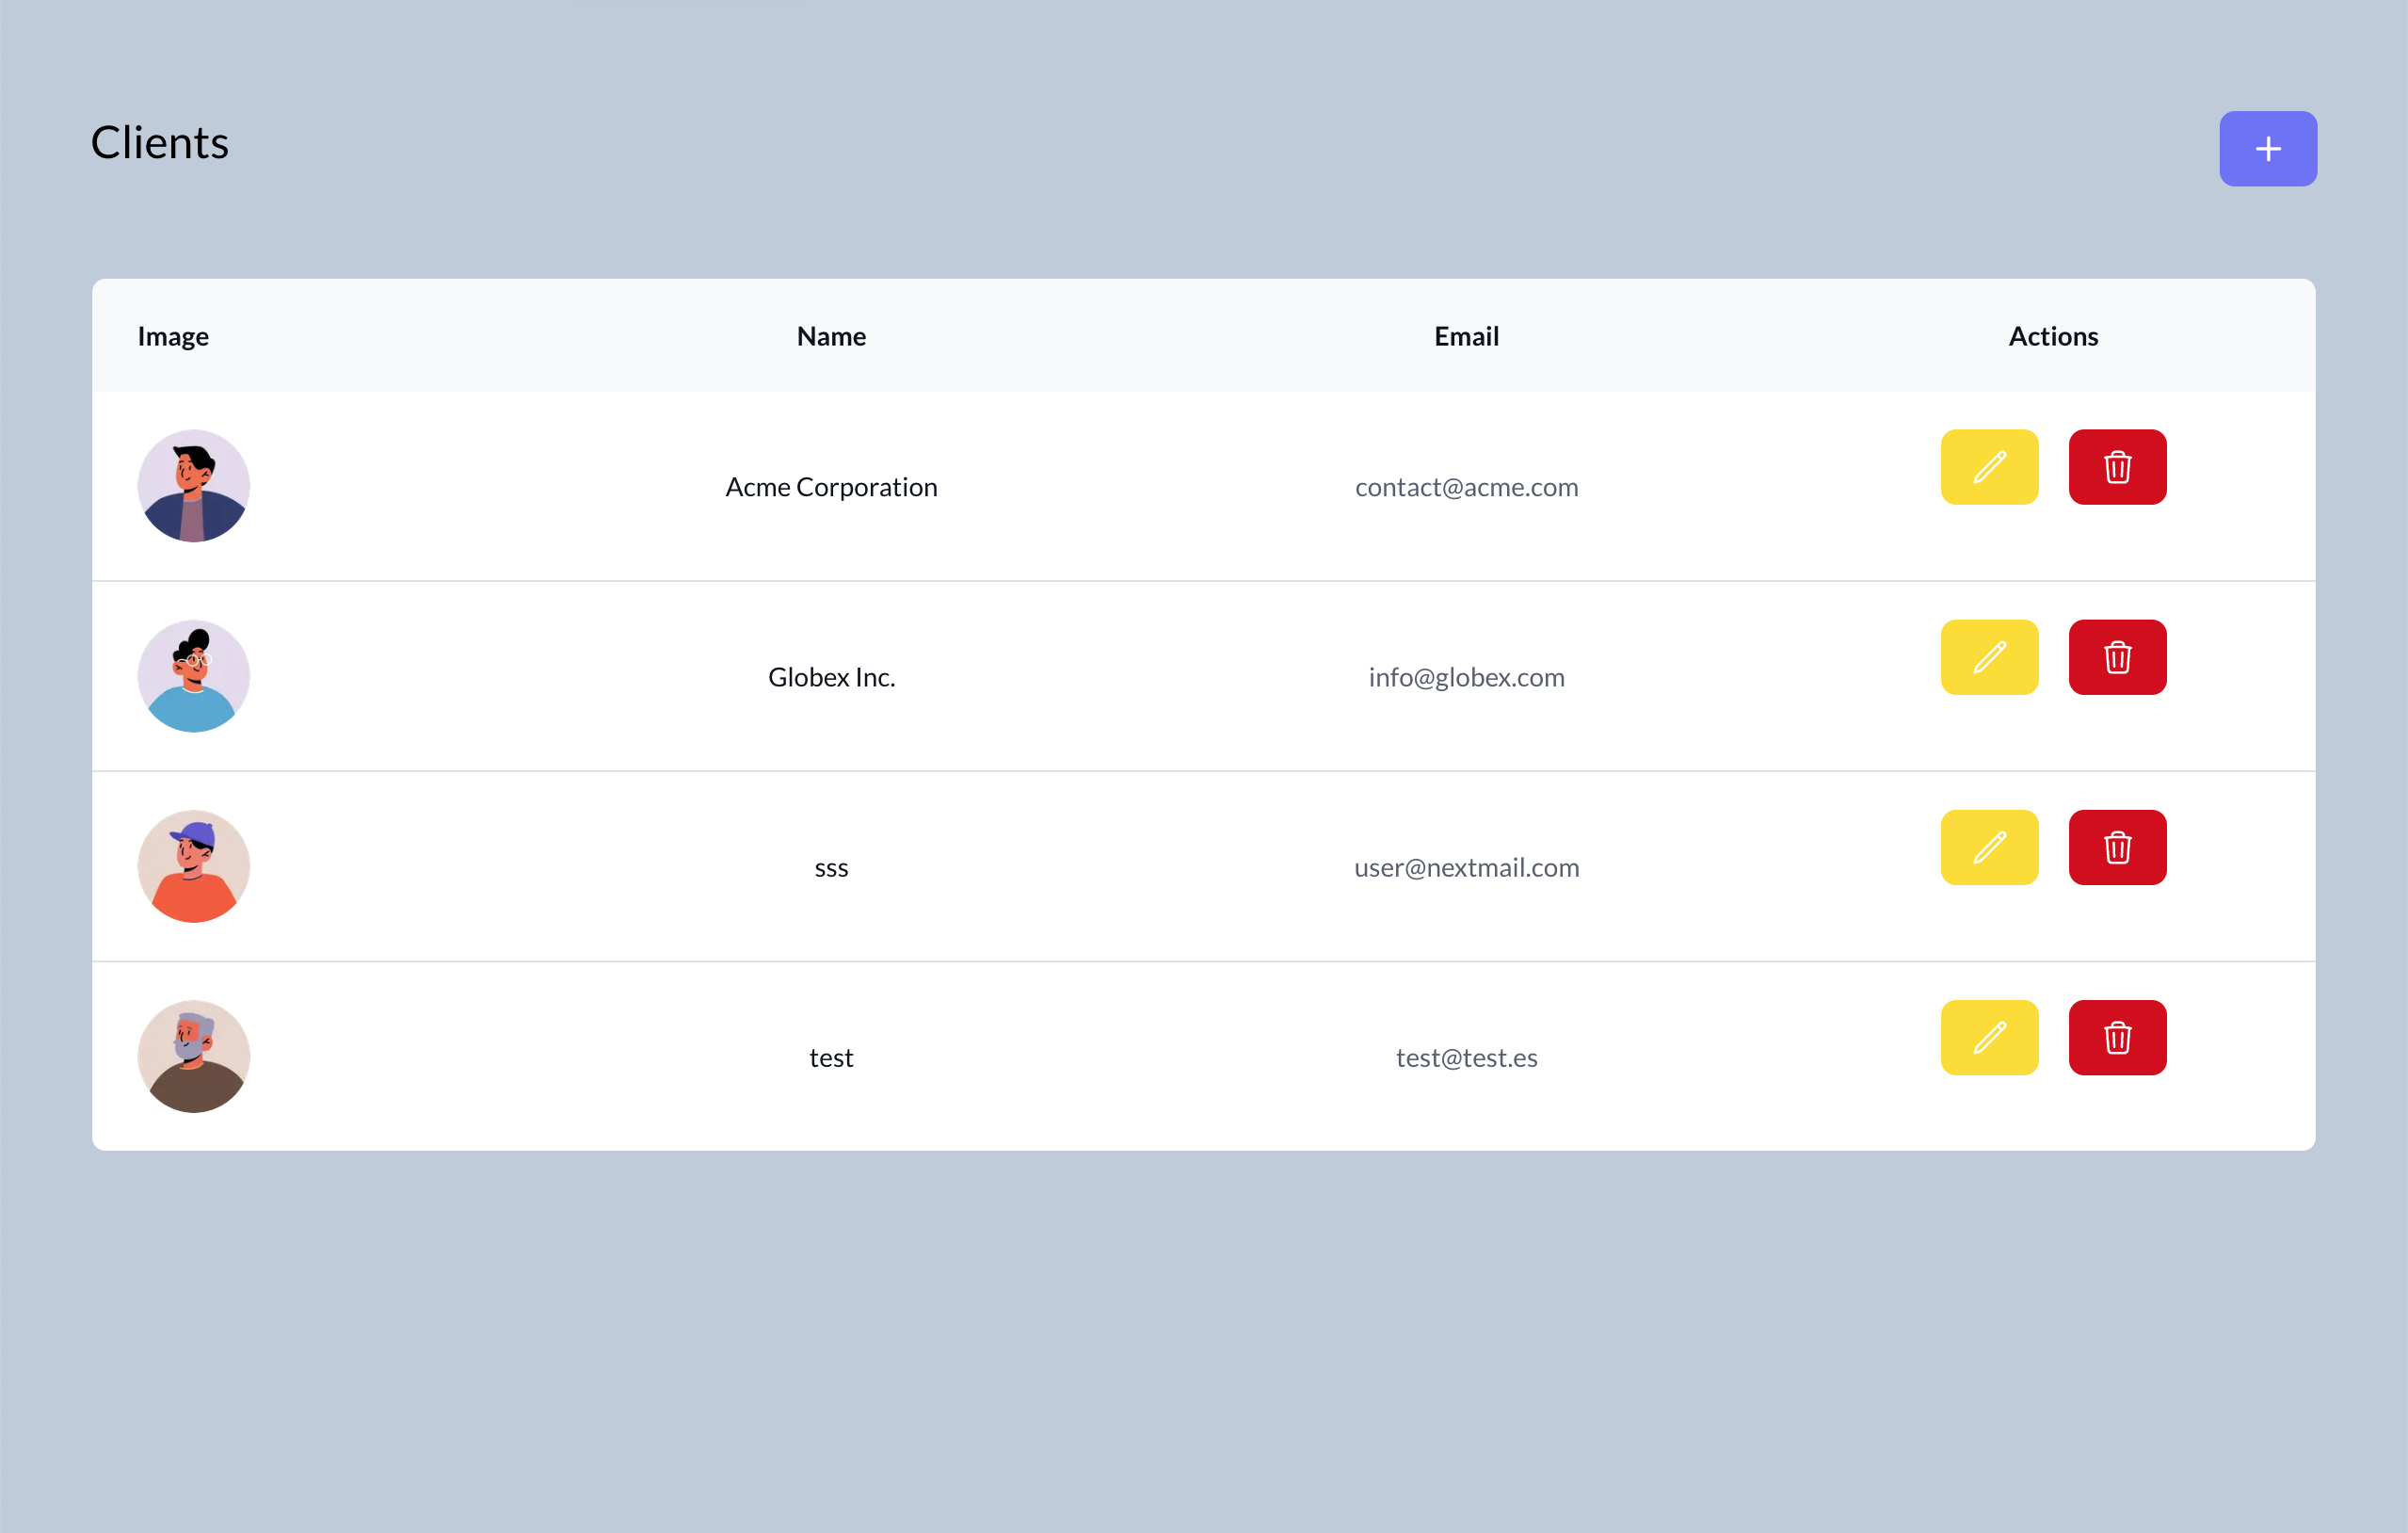 Clients
+
Image Name Email Actions
Acme Corporation contact@acme.com
Globex Inc. info@globex.com
sss user@nextmail.com
test test@test.es